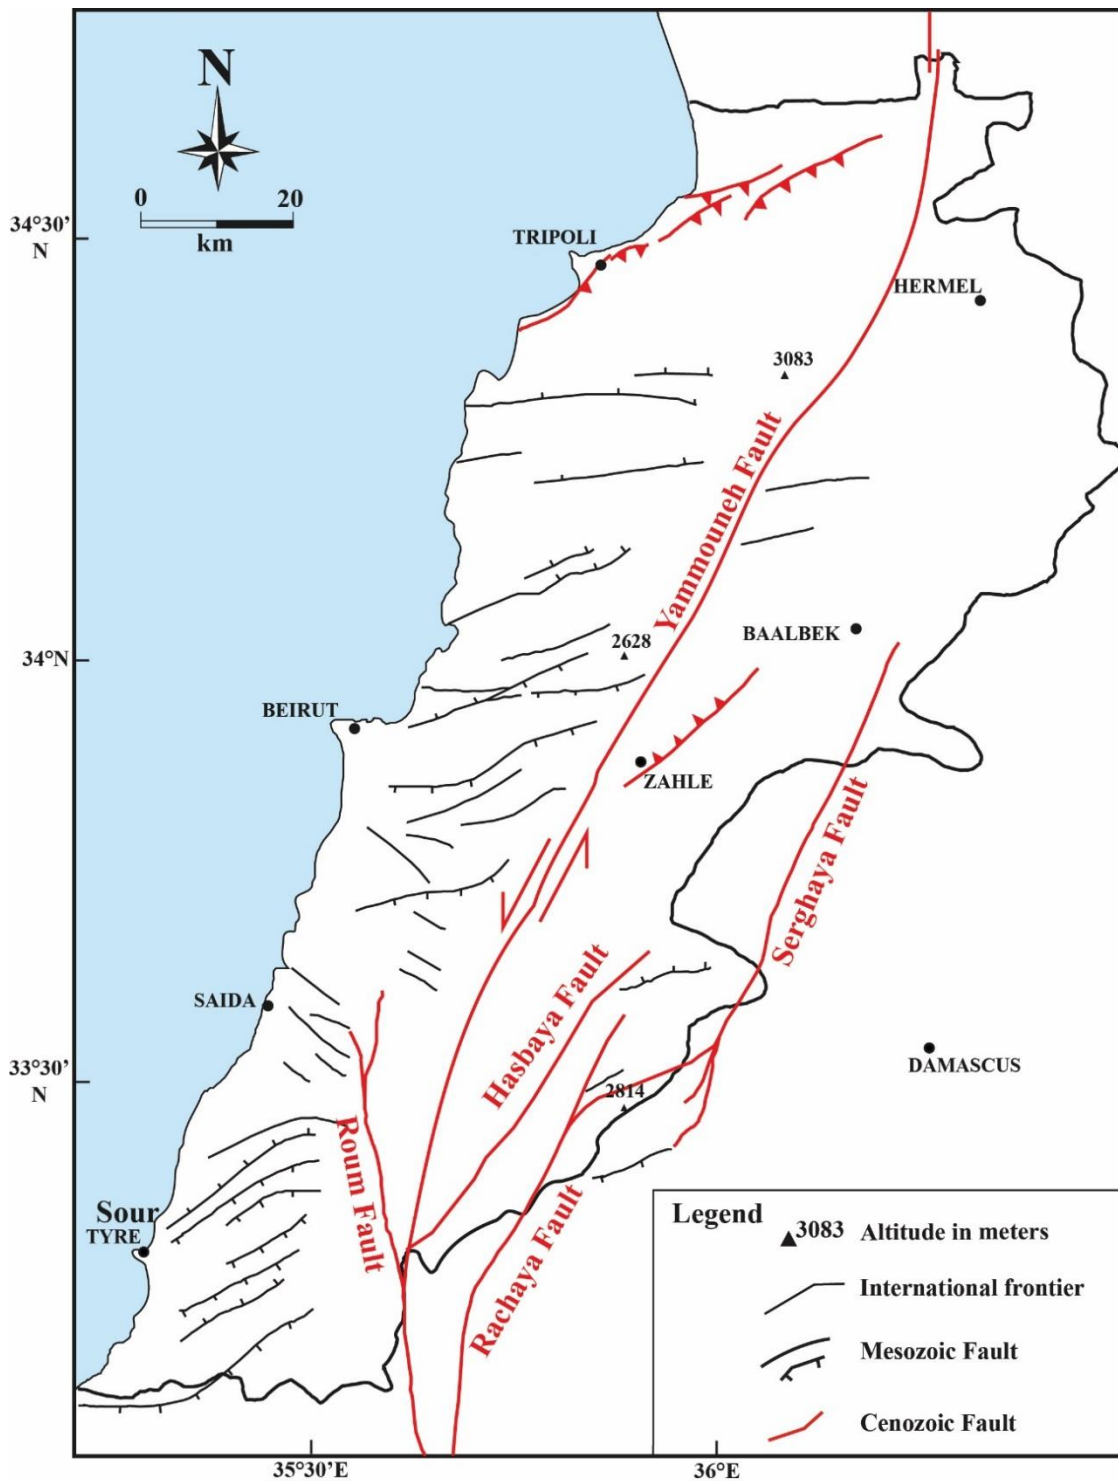 N
0 20
km
34°30'
N
TRIPOLI
HERMEL
3083
Yammouneh Fault
BAALBEK
34°N
2628
BEIRUT
ZAHLE
Serghaya Fault
Hasbaya Fault
SAIDA
DAMASCUS
33°30'
N
2814
Roum Fault
Rachaya Fault
Sour
TYRE
Legend
3083 Altitude in meters
International frontier
Mesozoic Fault
Cenozoic Fault
35°30'E
36°E